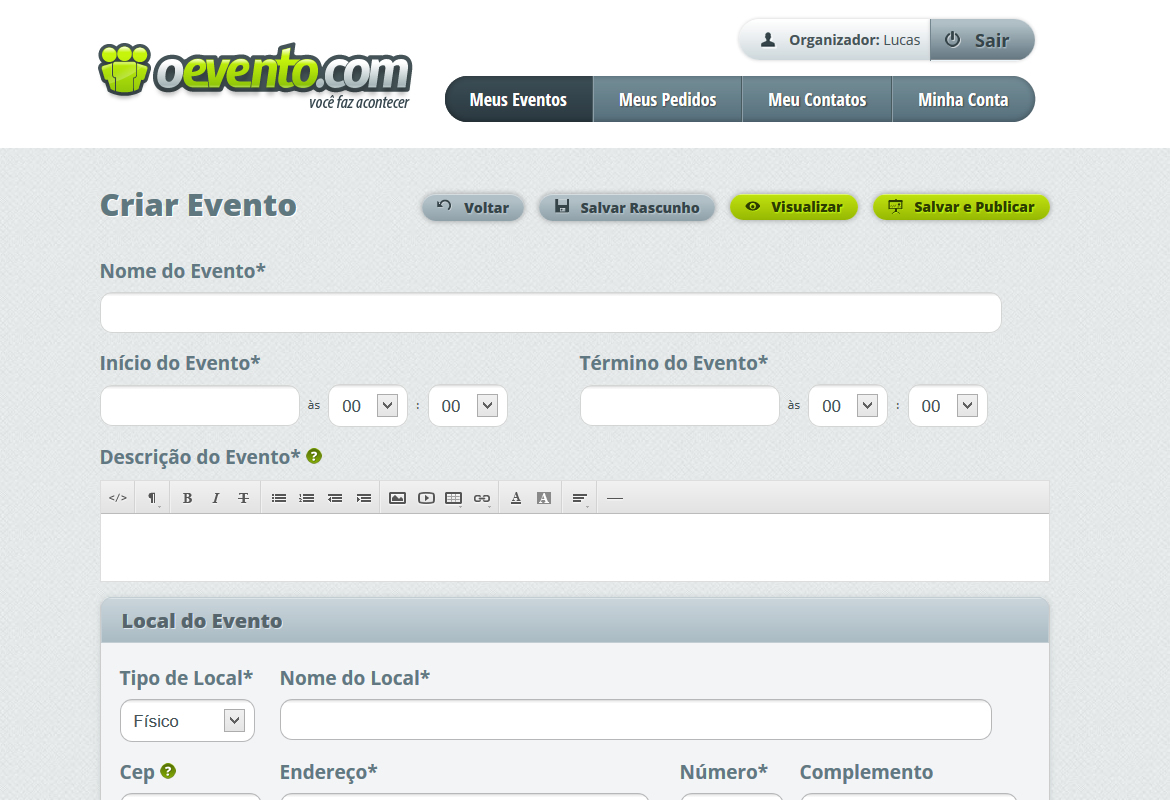 Organizador: Lucas
Sair
oevento.com
você faz acontecer
Meus Eventos Meus Pedidos Meu Contatos Minha Conta
Criar Evento
Voltar Salvar Rascunho Visualizar Salvar e Publicar
Nome do Evento*
Início do Evento* Término do Evento*
às 00 : 00 às 00 : 00
Descrição do Evento* ?
</> ¶ B I T A A
Local do Evento
Tipo de Local* Nome do Local*
Físico
Cep ? Endereço* Número* Complemento